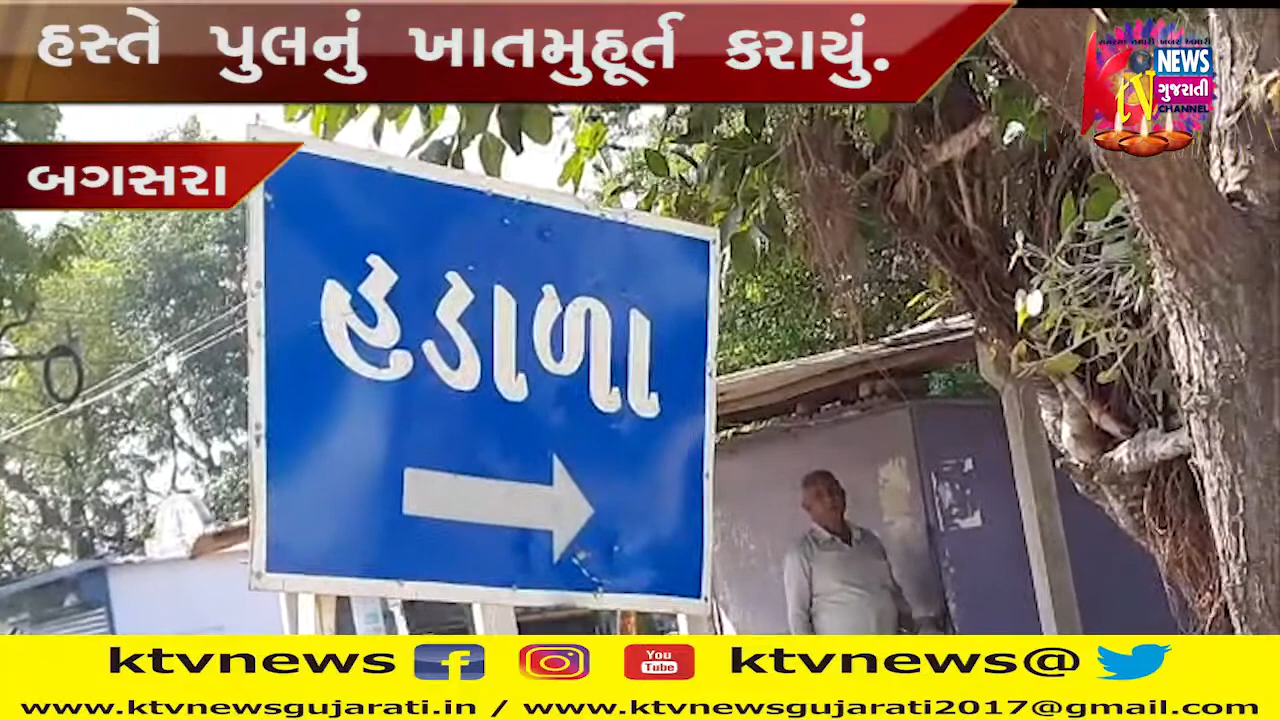 હસ્તે પુલનું ખાતમુહૂર્ત કરાયું.
NEWS
KTV ગુજરાતી
CHANNEL
બગસરા
હડાળા
ktvnews You Tube ktvnews@
www.ktvnewsgujarati.in / www.ktvnewsgujarati2017@gmail.com